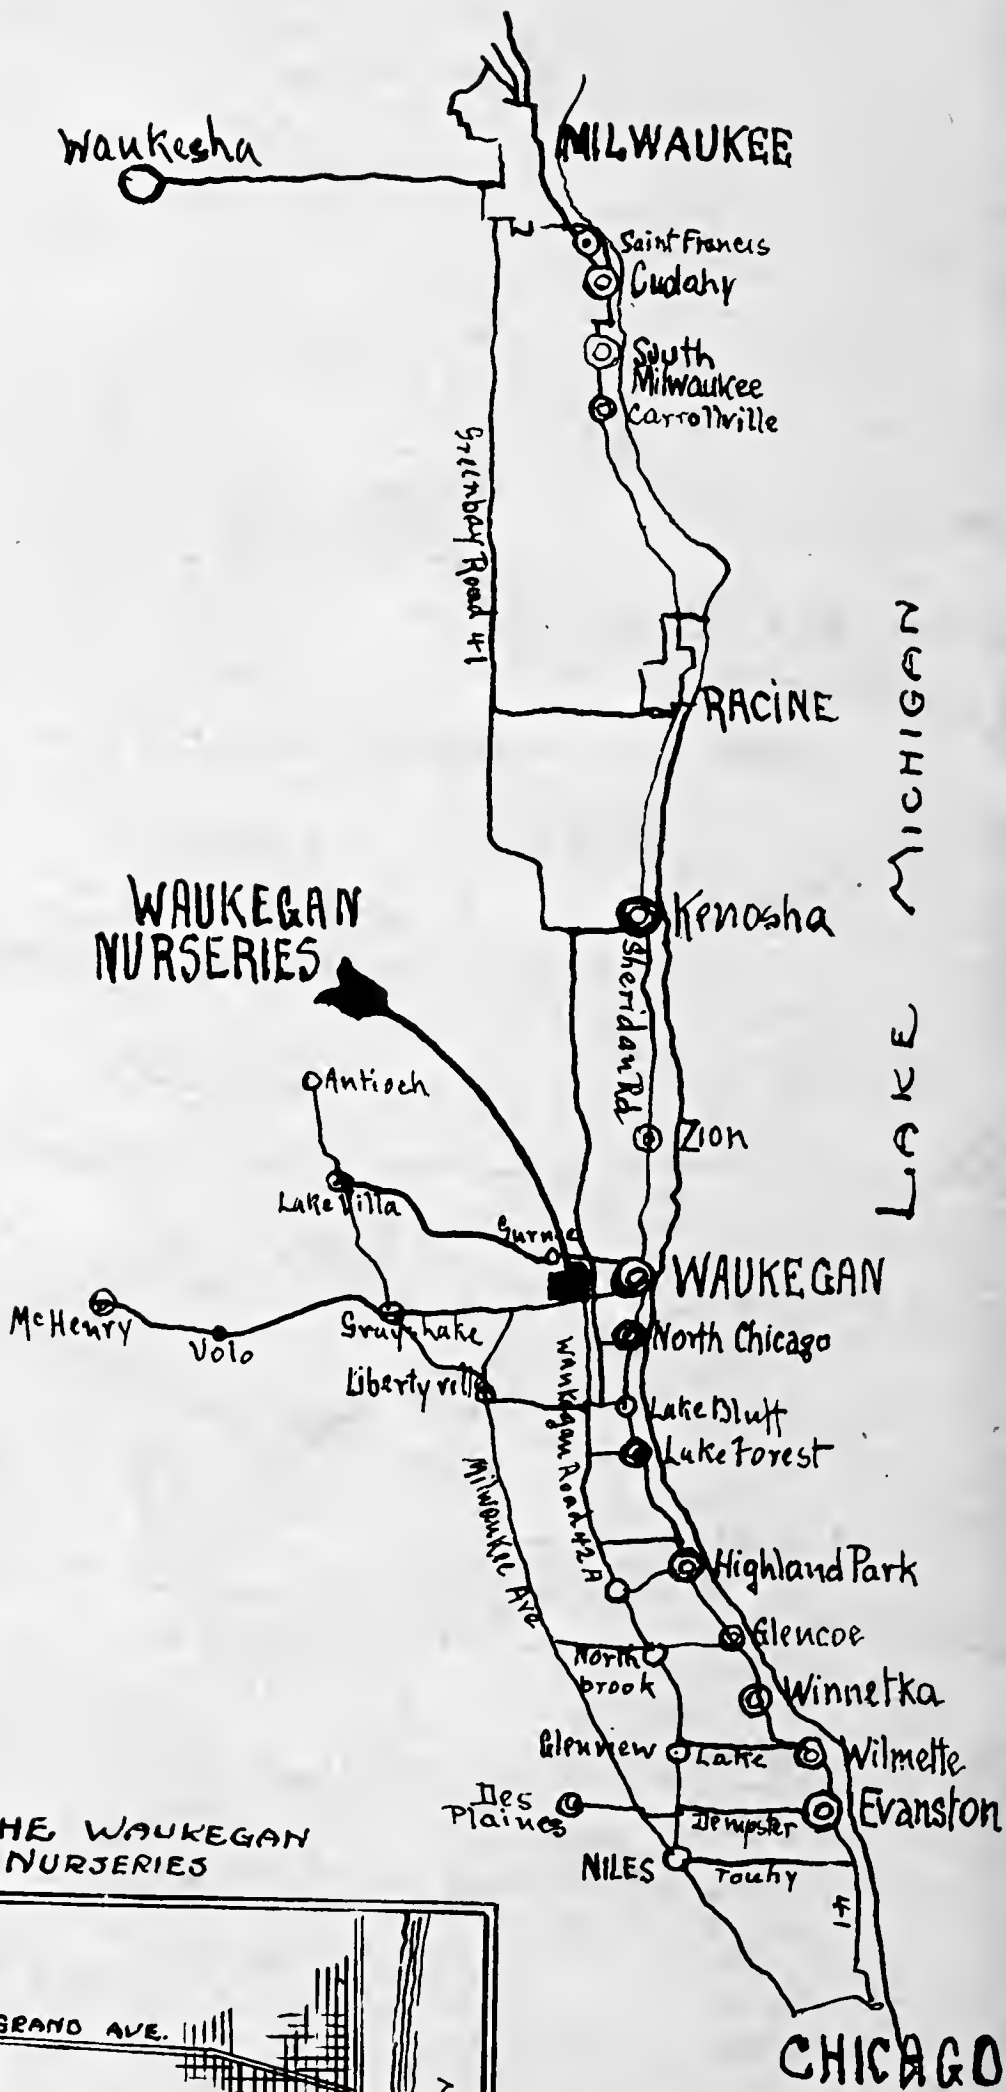 MILWAUKEE
Waukesha
Saint Francis
Cudahy
South
Milwaukee
Carrollville
Greenbay Road 41
RACINE
LAKE MICHIGAN
WAUKEGAN
NURSERIES
Kenosha
Sheridan Rd
Antioch
Zion
Lake Villa
Gurnee
WAUKEGAN
McHenry
Volo
Grayslake
North Chicago
Libertyville
Lake Bluff
Waukegan Road 42A
Lake Forest
Milwaukee Ave
Highland Park
Glencoe
North
brook
Winnetka
Glenview
Lake
Wilmette
Des
Plaines
Dempster
Evanston
NILES
Touhy
41
CHICAGO
HE WAUKEGAN
NURSERIES
GRAND AVE.